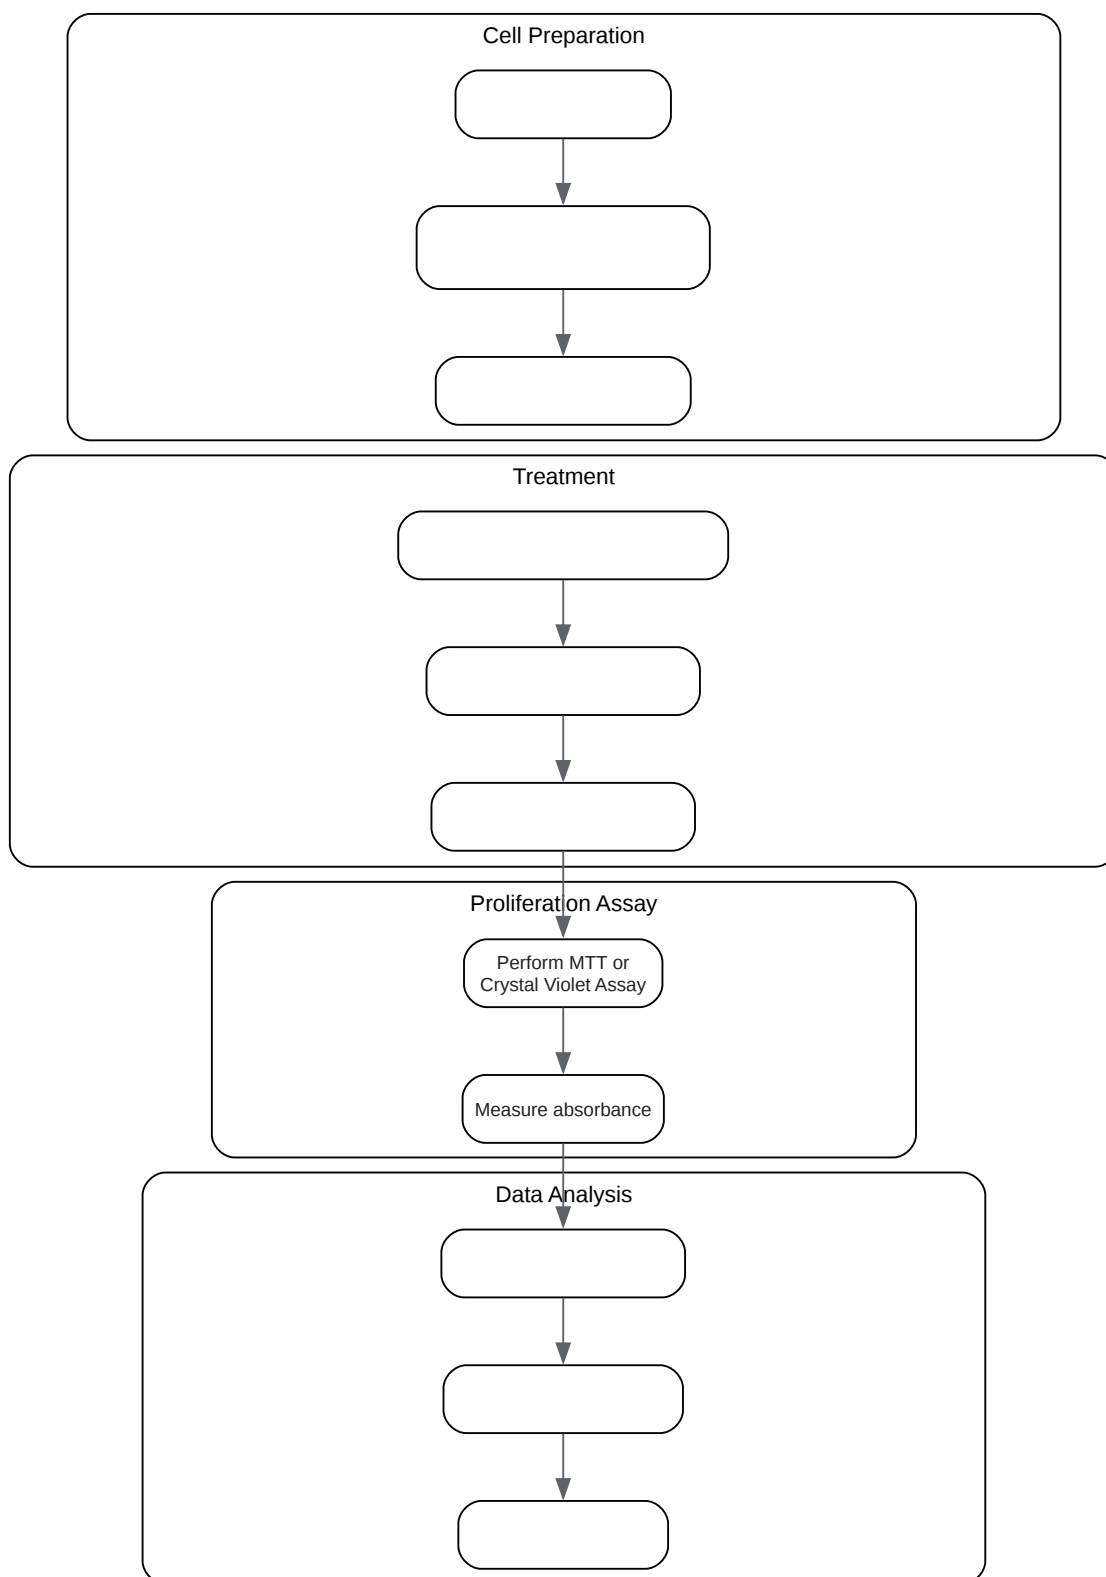 Cell Preparation
Treatment
Proliferation Assay
Perform MTT or
Crystal Violet Assay
Measure absorbance
Data Analysis